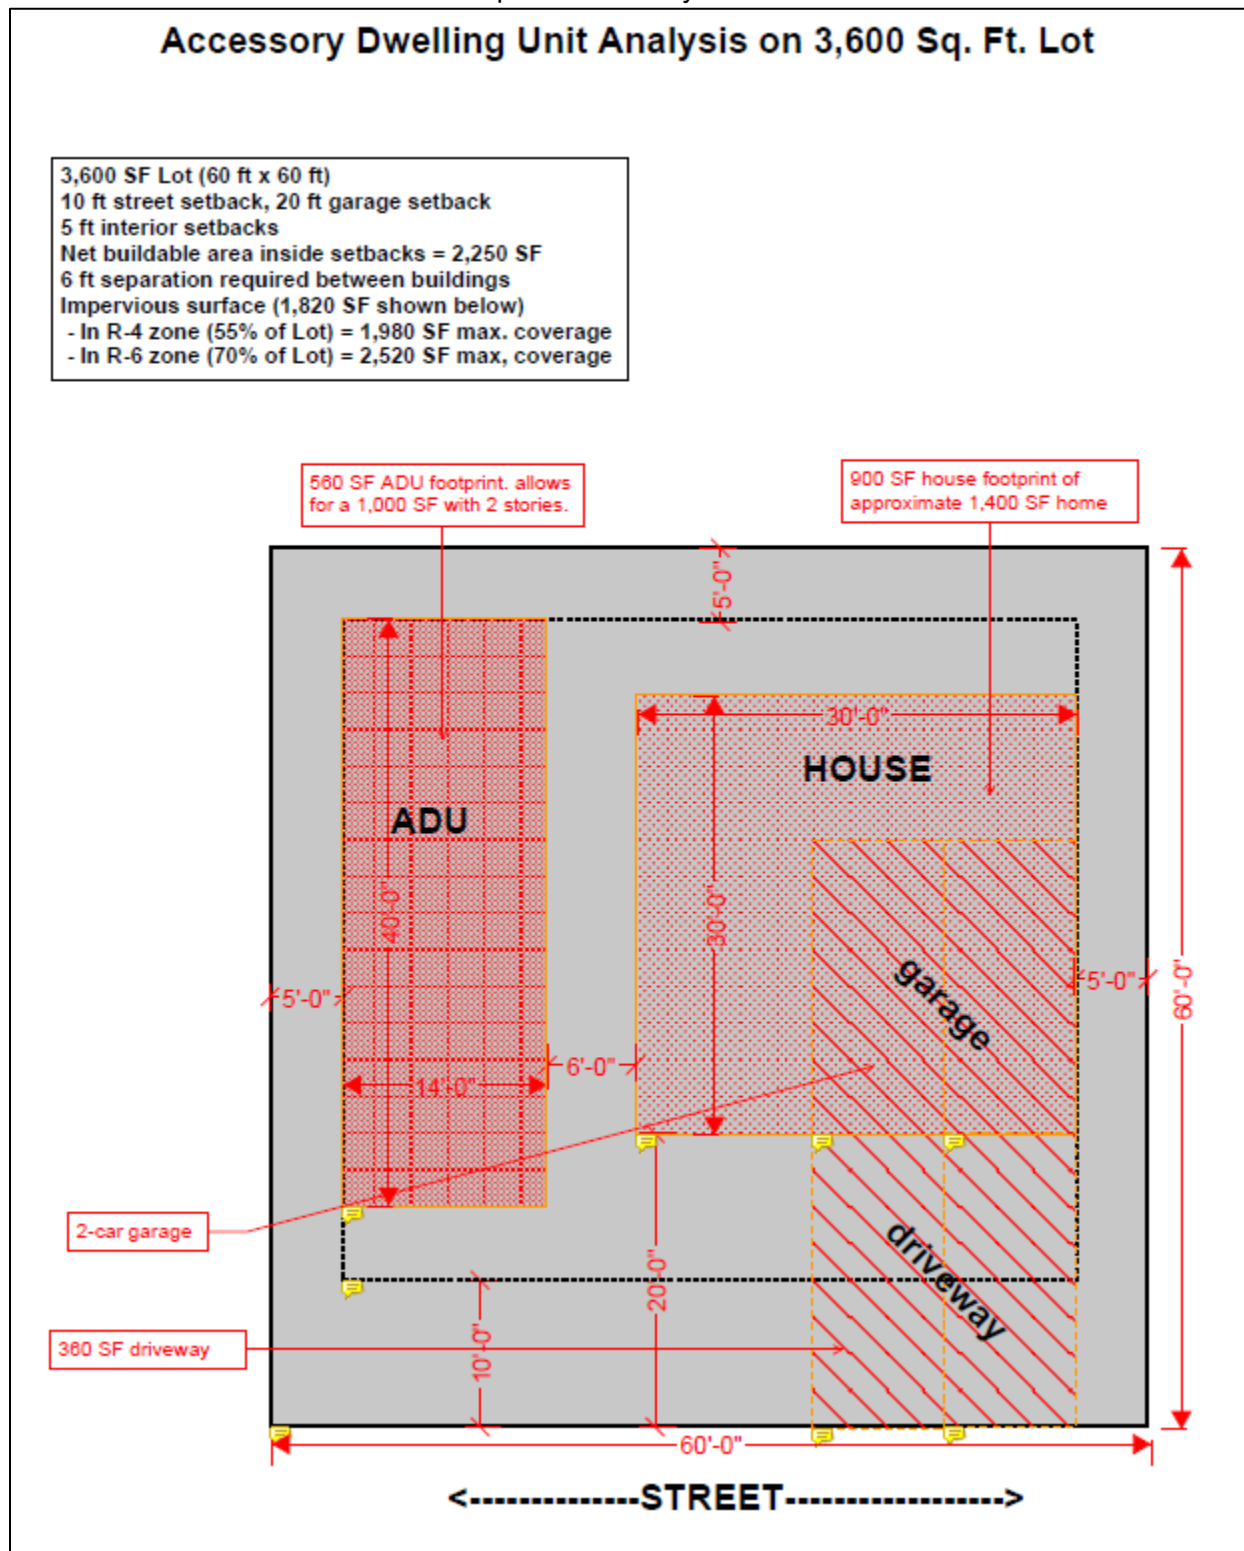 Accessory Dwelling Unit Analysis on 3,600 Sq. Ft. Lot
3,600 SF Lot (60 ft x 60 ft)
10 ft street setback, 20 ft garage setback
5 ft interior setbacks
Net buildable area inside setbacks = 2,250 SF
6 ft separation required between buildings
Impervious surface (1,820 SF shown below)
- In R-4 zone (55% of Lot) = 1,980 SF max. coverage
- In R-6 zone (70% of Lot) = 2,520 SF max, coverage
560 SF ADU footprint. allows
for a 1,000 SF with 2 stories.
900 SF house footprint of
approximate 1,400 SF home
5'-0"
30'-0"
HOUSE
ADU
40'-0"
30'-0"
garage
5'-0"
5'-0"
60'-0"
6'-0"
14'-0"
2-car garage
driveway
20'-0"
360 SF driveway
10'-0"
60'-0"
<-------------STREET------------------>